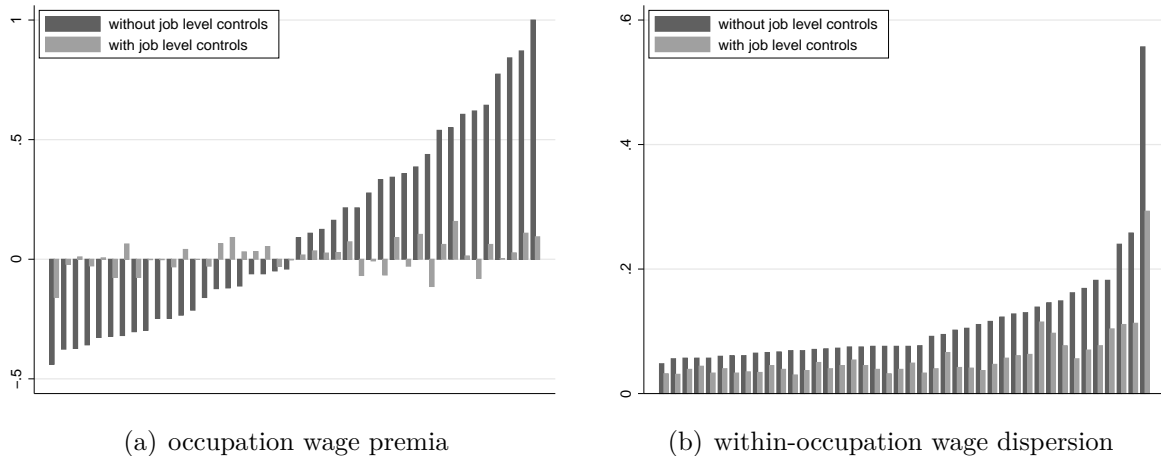 1
.5
0
-.5
without job level controls
with job level controls
(a) occupation wage premia
.6
.4
.2
0
without job level controls
with job level controls
(b) within-occupation wage dispersion